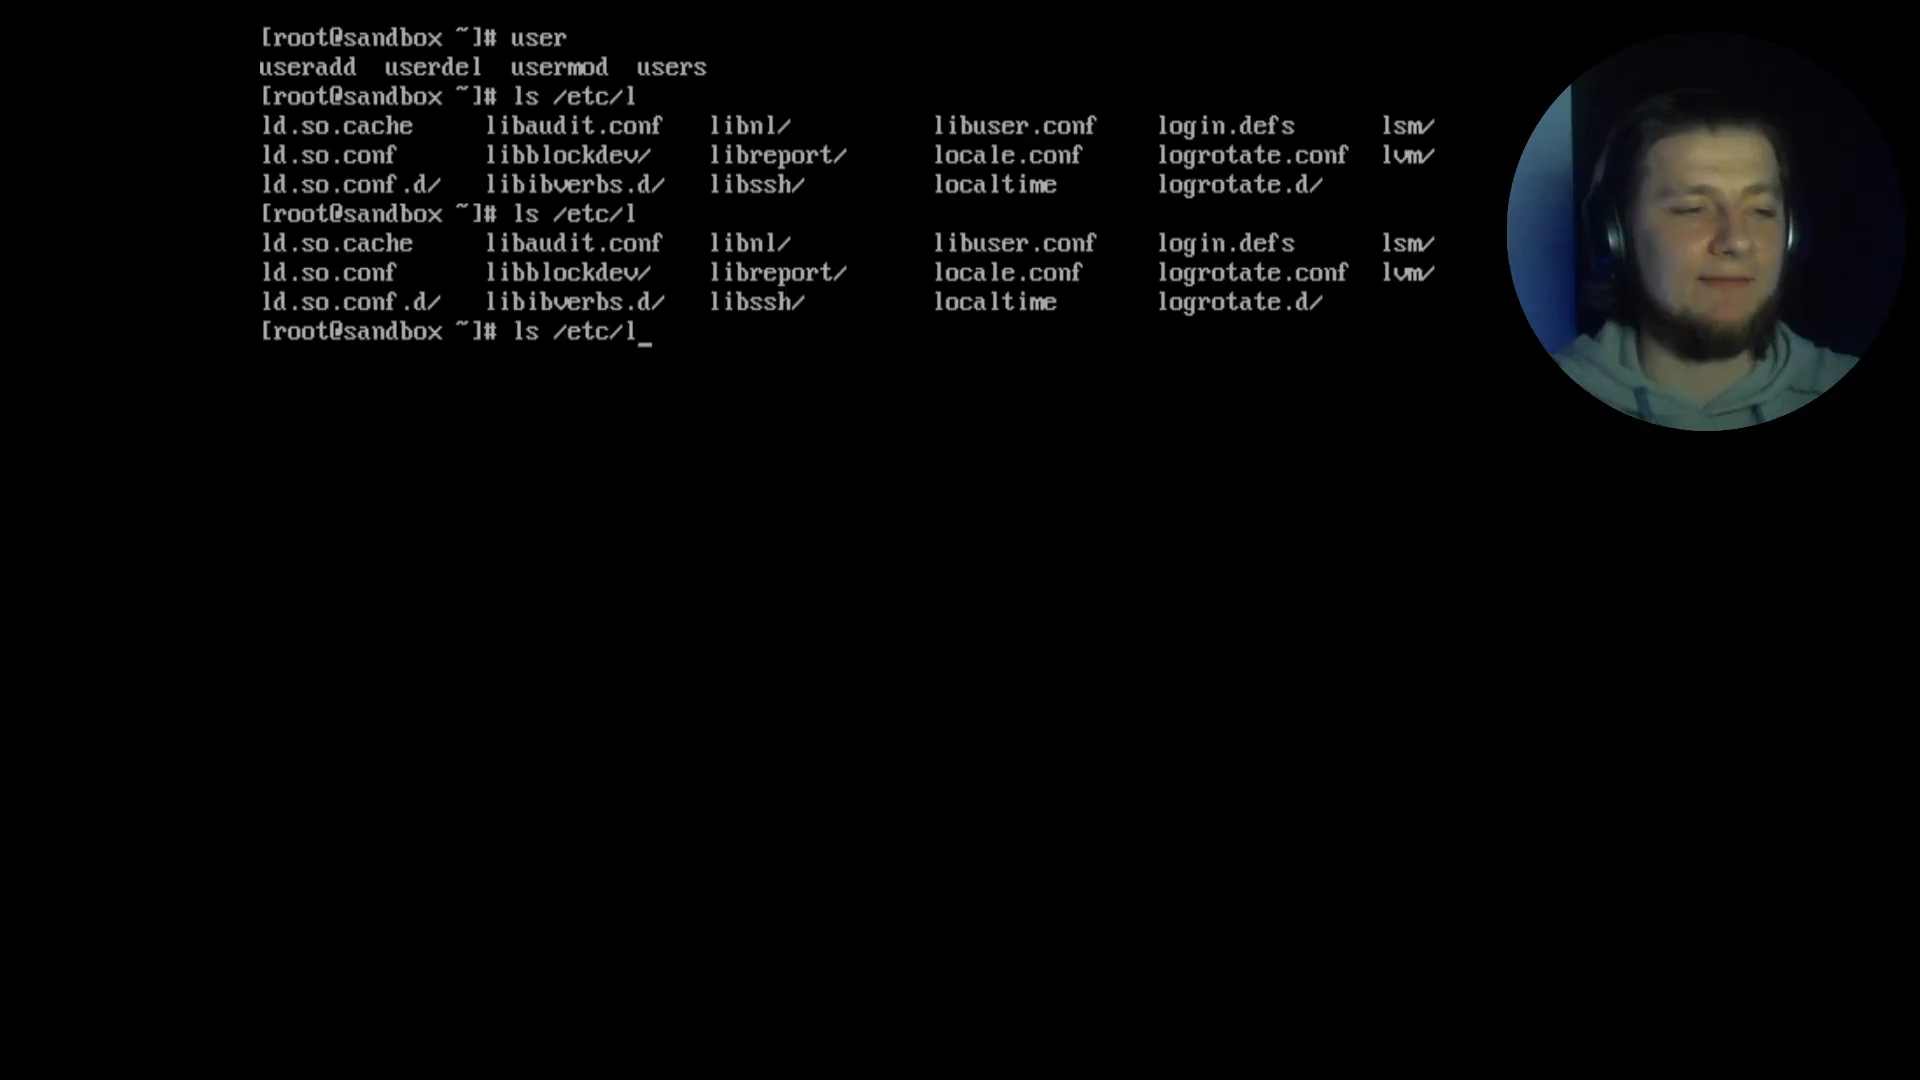 [root@sandbox ~]# user
useradd  userdel  usermod  users
[root@sandbox ~]# ls /etc/l
ld.so.cache     libaudit.conf   libnl/          libuser.conf    login.defs      lsm/
ld.so.conf      libblockdev/    libreport/      locale.conf     logrotate.conf  lvm/
ld.so.conf.d/   libibverbs.d/   libssh/         localtime       logrotate.d/
[root@sandbox ~]# ls /etc/l
ld.so.cache     libaudit.conf   libnl/          libuser.conf    login.defs      lsm/
ld.so.conf      libblockdev/    libreport/      locale.conf     logrotate.conf  lvm/
ld.so.conf.d/   libibverbs.d/   libssh/         localtime       logrotate.d/
[root@sandbox ~]# ls /etc/l_